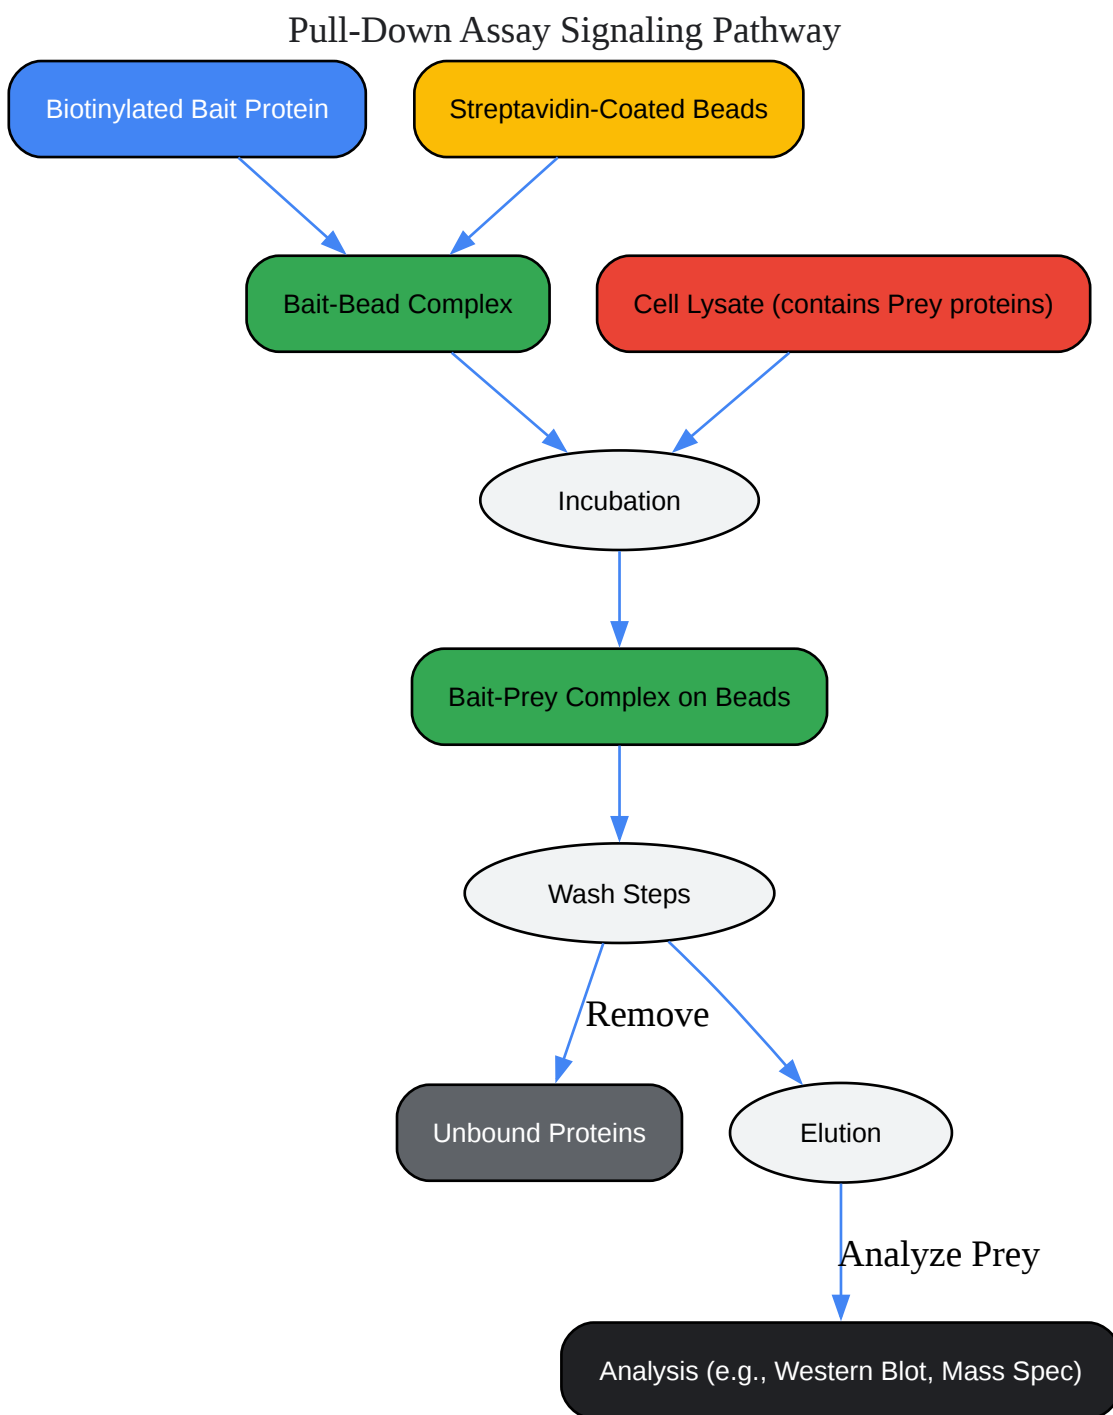 Pull-Down Assay Signaling Pathway
Biotinylated Bait Protein
Streptavidin-Coated Beads
Bait-Bead Complex
Cell Lysate (contains Prey proteins)
Incubation
Bait-Prey Complex on Beads
Wash Steps
Remove
Unbound Proteins
Elution
Analyze Prey
Analysis (e.g., Western Blot, Mass Spec)